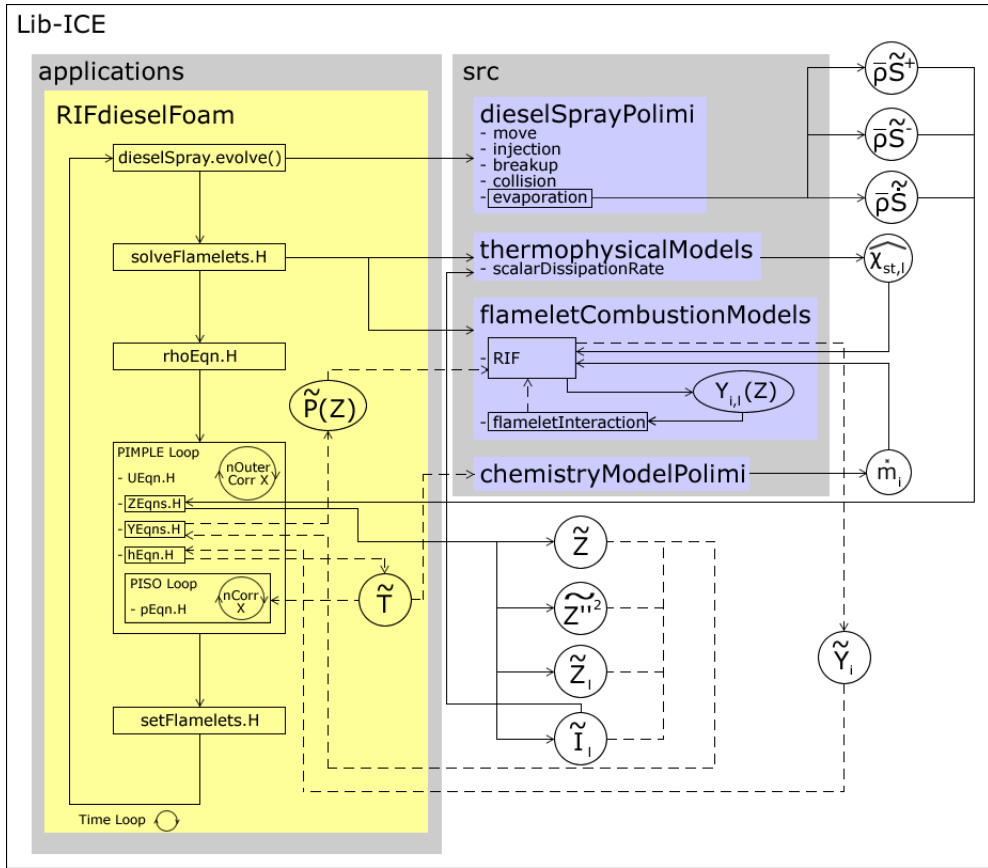 Lib-ICE
applications
RIFdieselFoam
dieselSpray.evolve()
solveFlamelets.H
rhoEqn.H
P̃(Z)
PIMPLE Loop
- UEqn.H
nOuter
Corr X
- ZEqns.H
- YEqns.H
- hEqn.H
PISO Loop
- pEqn.H
nCorr
X
T̃
setFlamelets.H
Time Loop
src
dieselSprayPolimi
- move
- injection
- breakup
- collision
- evaporation
thermophysicalModels
- scalarDissipationRate
flameletCombustionModels
- RIF
Y_{i,l}(Z)
- flameletInteraction
chemistryModelPolimi
ρ̅S̃⁺
ρ̅S̃⁻
ρ̅S̃̇
χ̂_{st,l}
ṁ_i
Z̃
Z̃''²
Z̃_l
Ĩ_l
Ỹ_i